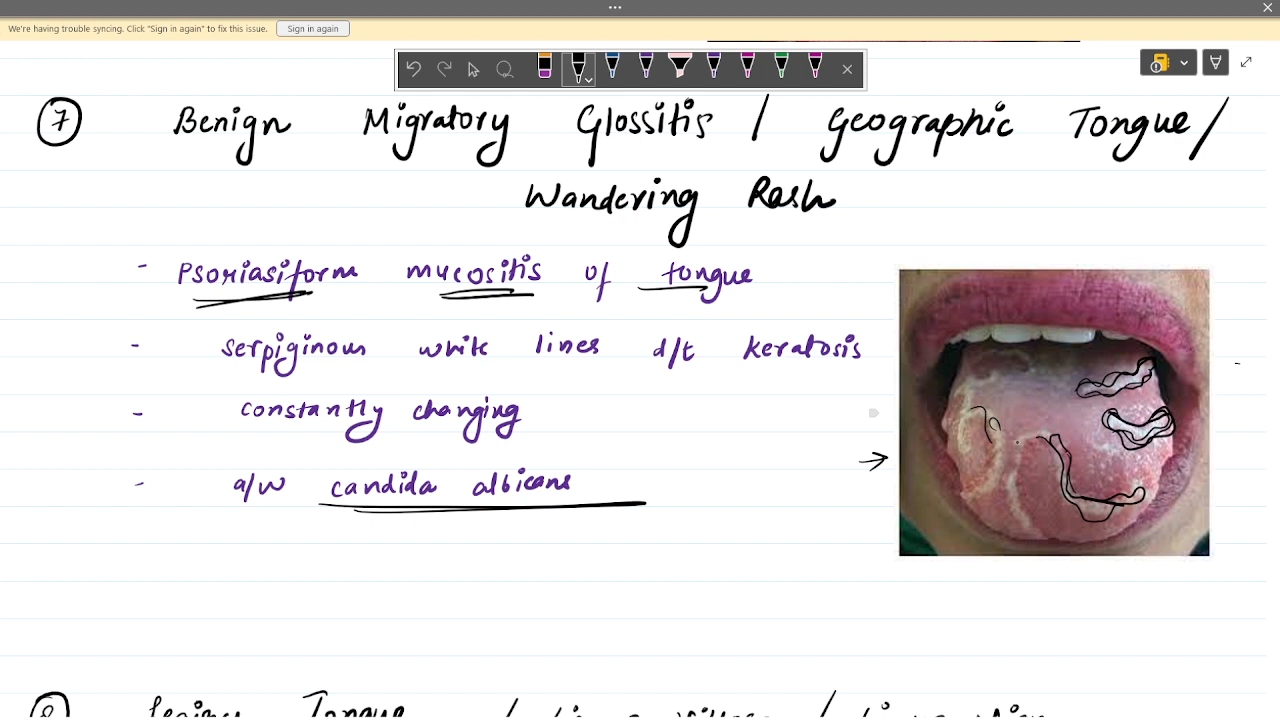 We're having trouble syncing. Click "Sign in again" to fix this issue. Sign in again
7 Benign Migratory Glossitis / Geographic Tongue /
Wandering Rash
- Psoriasiform mucositis of tongue
- serpiginous white lines d/t keratosis
- constantly changing
- a/w candida albicans
Tongue